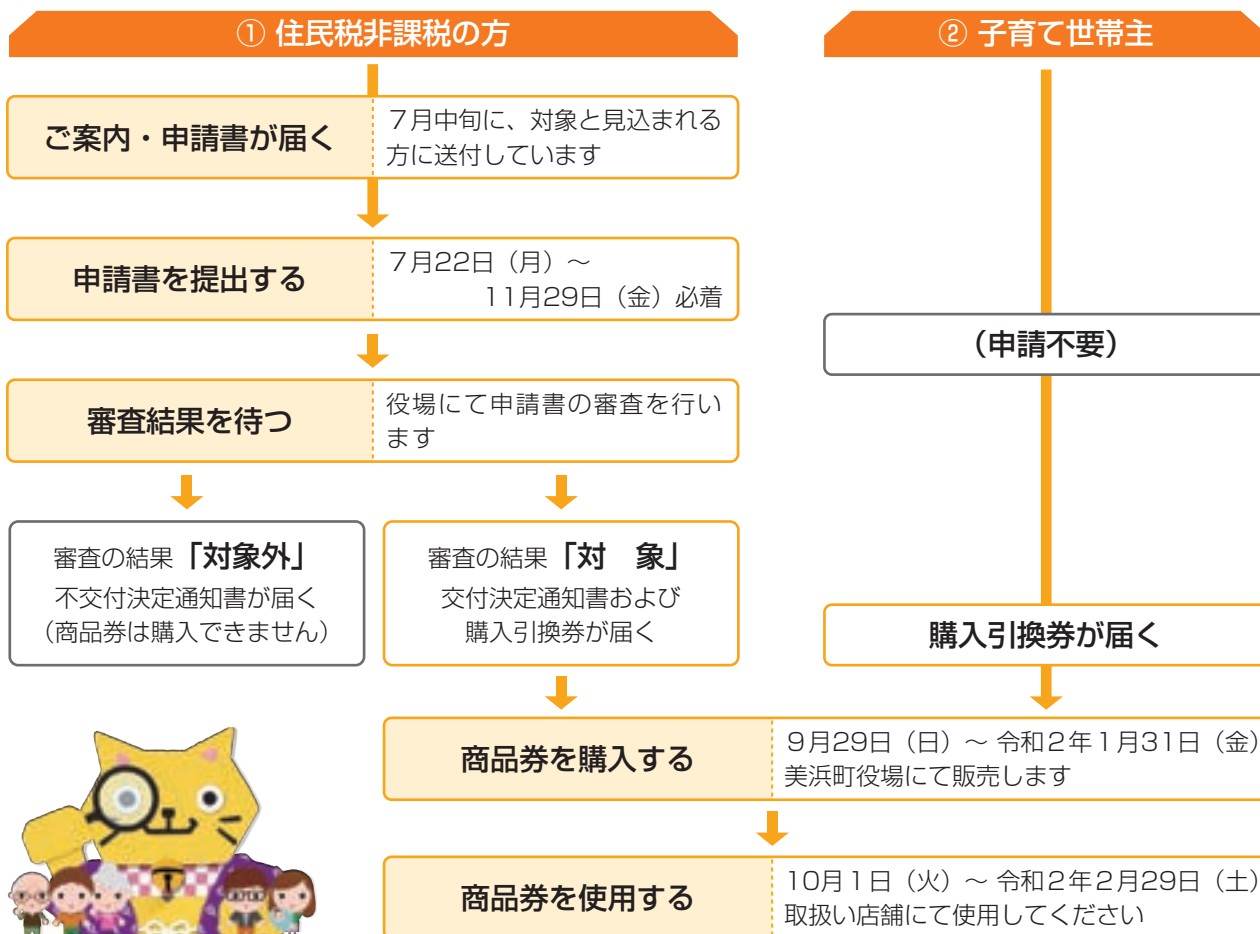 ① 住民税非課税の方
ご案内・申請書が届く
7月中旬に、対象と見込まれる
方に送付しています
申請書を提出する
7月22日（月）～
11月29日（金）必着
審査結果を待つ
役場にて申請書の審査を行い
ます
審査の結果「対象外」
不交付決定通知書が届く
（商品券は購入できません）
審査の結果「対　象」
交付決定通知書および
購入引換券が届く
② 子育て世帯主
（申請不要）
購入引換券が届く
商品券を購入する
9月29日（日）～ 令和2年1月31日（金）
美浜町役場にて販売します
商品券を使用する
10月1日（火）～ 令和2年2月29日（土）
取扱い店舗にて使用してください